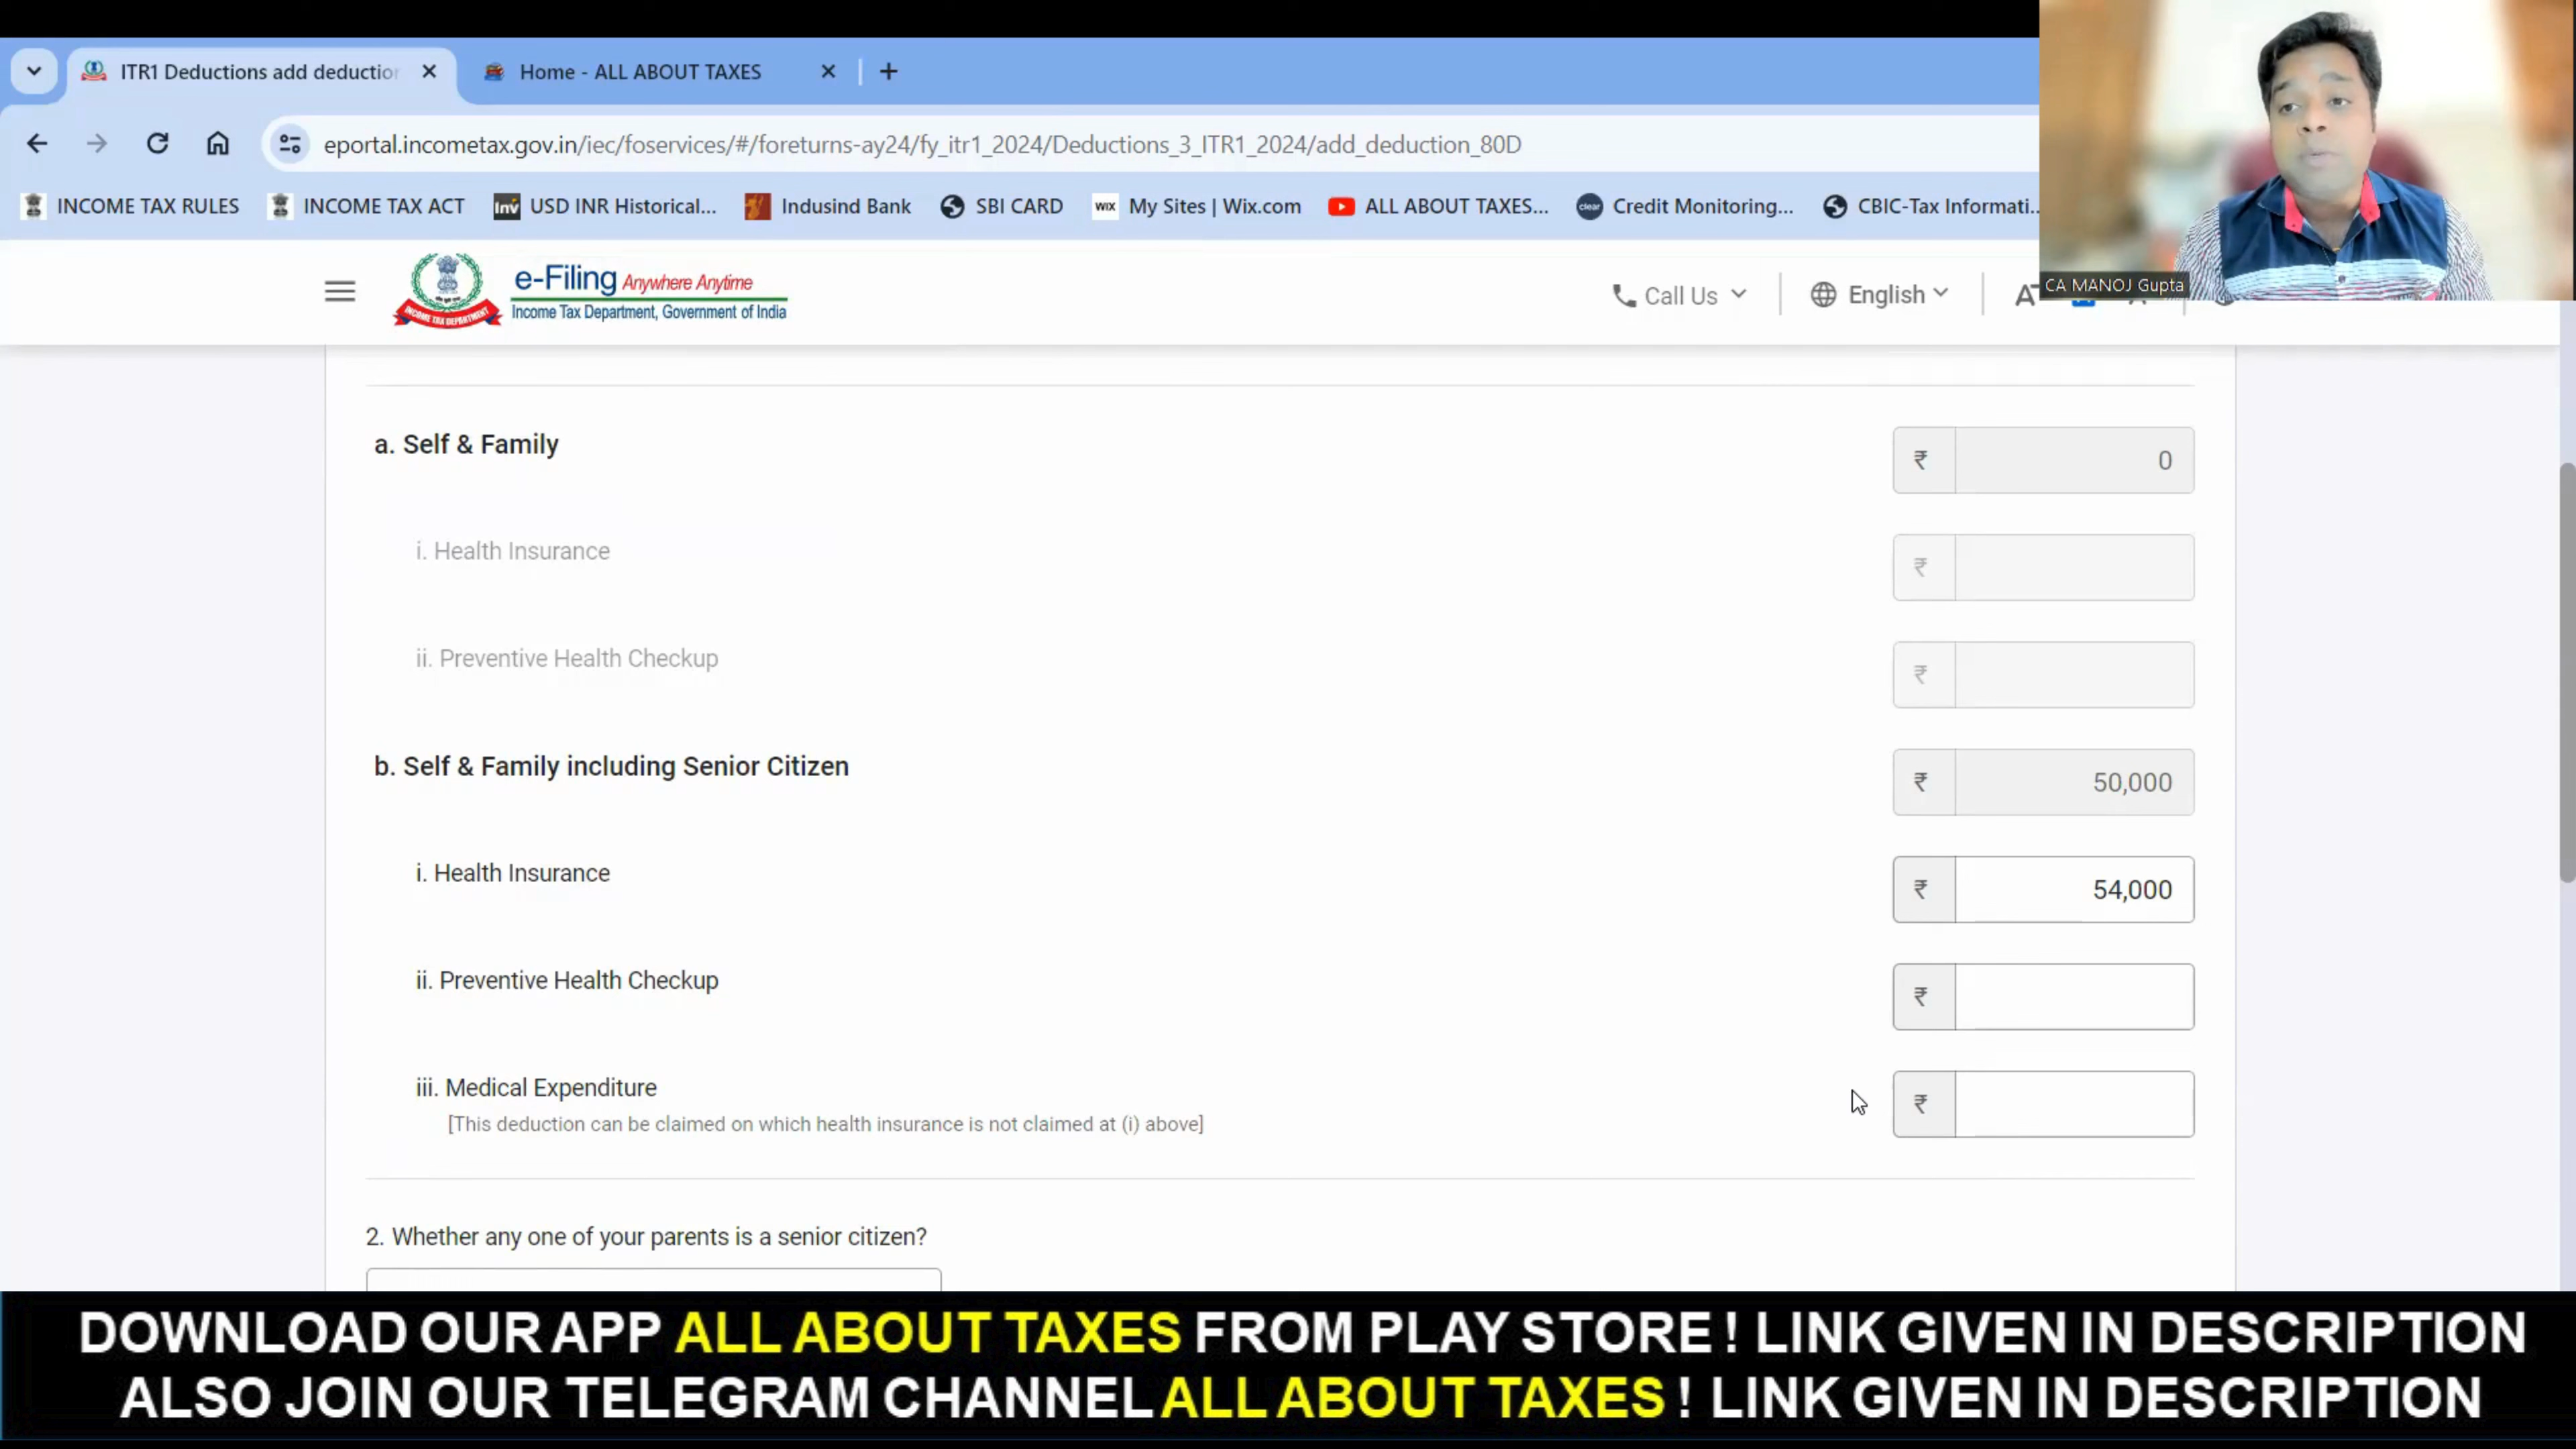 ITR1 Deductions add deduction
Home - ALL ABOUT TAXES
eportal.incometax.gov.in/iec/foservices/#/foreturns-ay24/fy_itr1_2024/Deductions_3_ITR1_2024/add_deduction_80D
INCOME TAX RULES INCOME TAX ACT Inv USD INR Historical... Indusind Bank SBI CARD WIX My Sites | Wix.com ALL ABOUT TAXES... clear Credit Monitoring... CBIC-Tax Informati...
CA MANOJ Gupta
e-Filing Anywhere Anytime
Income Tax Department, Government of India
INCOME TAX DEPARTMENT
Call Us English A
a. Self & Family ₹ 0
i. Health Insurance ₹
ii. Preventive Health Checkup ₹
b. Self & Family including Senior Citizen ₹ 50,000
i. Health Insurance ₹ 54,000
ii. Preventive Health Checkup ₹
iii. Medical Expenditure ₹
[This deduction can be claimed on which health insurance is not claimed at (i) above]
2. Whether any one of your parents is a senior citizen?
DOWNLOAD OUR APP ALL ABOUT TAXES FROM PLAY STORE ! LINK GIVEN IN DESCRIPTION
ALSO JOIN OUR TELEGRAM CHANNEL ALL ABOUT TAXES ! LINK GIVEN IN DESCRIPTION